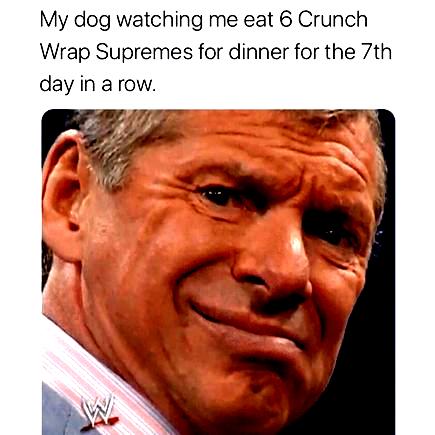 My dog watching me eat 6 Crunch
Wrap Supremes for dinner for the 7th
day in a row.
W